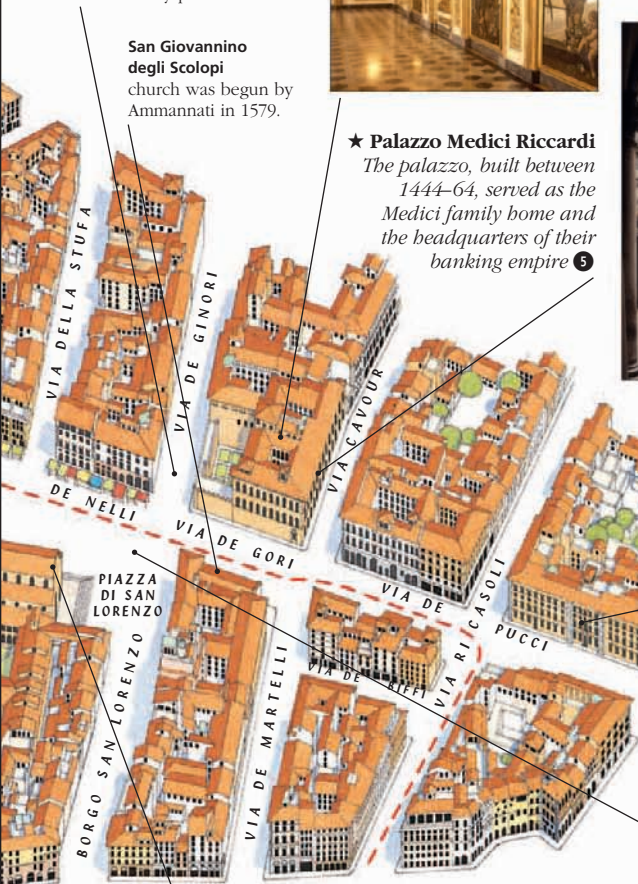 San Giovannino
degli Scolopi
church was begun by
Ammannati in 1579.
★ Palazzo Medici Riccardi
The palazzo, built between
1444–64, served as the
Medici family home and
the headquarters of their
banking empire 5
VIA DELLA STUFA
VIA DE GINORI
VIA CAVOUR
DE NELLI
VIA DE GORI
PIAZZA
DI SAN
LORENZO
VIA DE
PUCCI
VIA RICASOLI
VIA DE BIFFI
BORGO SAN LORENZO
VIA DE MARTELLI